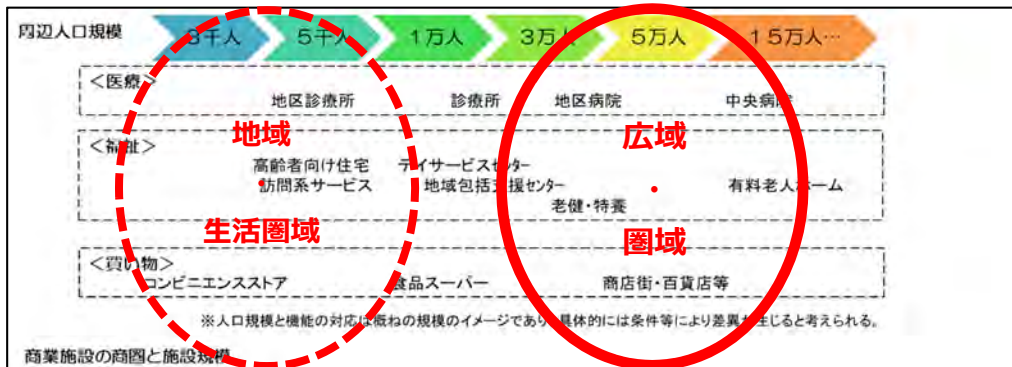 周辺人口規模 3千人 5千人 1万人 3万人 5万人 15万人…
<医療>
地区診療所 診療所 地区病院 中央病院
地域 広域
<福祉>
高齢者向け住宅 デイサービスセンター
・訪問系サービス 地域包括支援センター ・ 有料老人ホーム
老健・特養
生活圏域 圏域
<買い物>
コンビニエンスストア 食品スーパー 商店街・百貨店等
※人口規模と機能の対応は概ねの規模のイメージであり、具体的には条件等により差異が生じると考えられる。
商業施設の商圏と施設規模